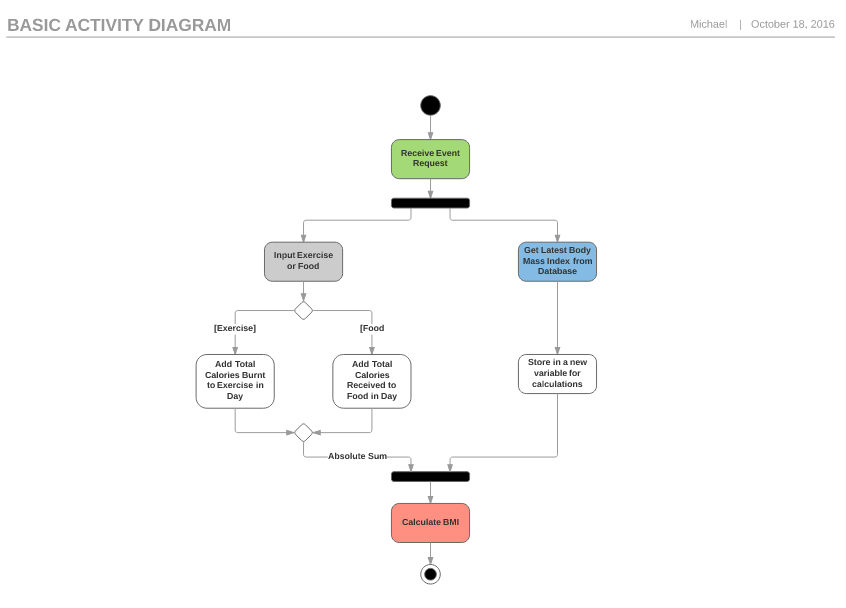 BASIC ACTIVITY DIAGRAM
Michael | October 18, 2016
Receive Event
Request
Input Exercise
or Food
Get Latest Body
Mass Index from
Database
[Exercise]
[Food
Add Total
Calories Burnt
to Exercise in
Day
Add Total
Calories
Received to
Food in Day
Store in a new
variable for
calculations
Absolute Sum
Calculate BMI